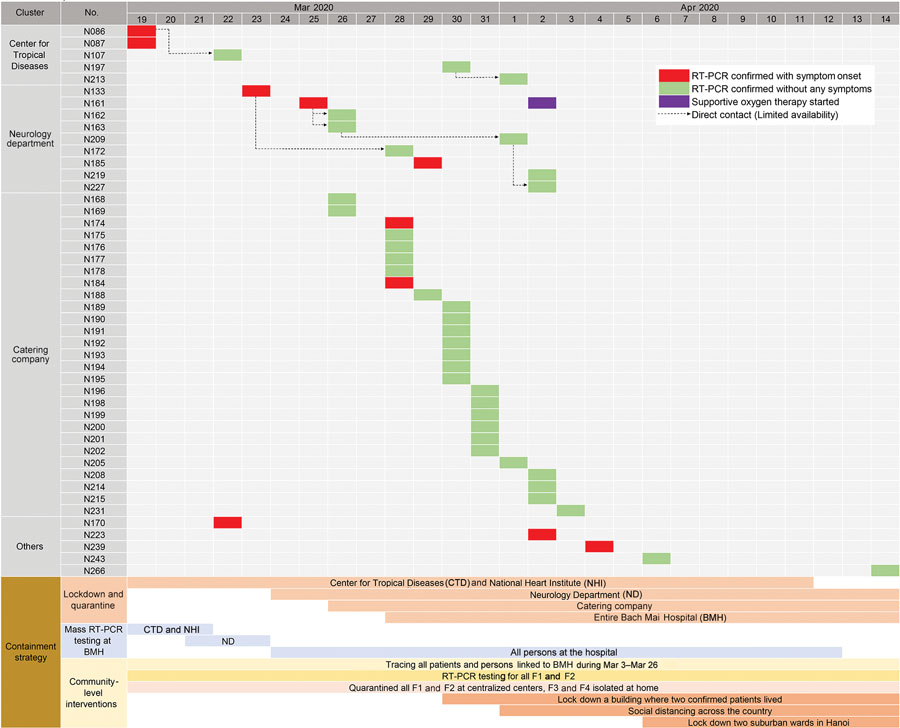 Cluster No. Mar 2020 Apr 2020
19 20 21 22 23 24 25 26 27 28 29 30 31 1 2 3 4 5 6 7 8 9 10 11 12 13 14
Center for
Tropical
Diseases
N086
N087
N107
N197
N213
Neurology
department
N133
N161
N162
N163
N209
N172
N185
N219
N227
RT-PCR confirmed with symptom onset
RT-PCR confirmed without any symptoms
Supportive oxygen therapy started
Direct contact (Limited availability)
Catering
company
N168
N169
N174
N175
N176
N177
N178
N184
N188
N189
N190
N191
N192
N193
N194
N195
N196
N198
N199
N200
N201
N202
N205
N208
N214
N215
N231
Others
N170
N223
N239
N243
N266
Containment
strategy
Lockdown and
quarantine
Center for Tropical Diseases (CTD) and National Heart Institute (NHI)
Neurology Department (ND)
Catering company
Entire Bach Mai Hospital (BMH)
Mass RT-PCR
testing at
BMH
CTD and NHI
ND
All persons at the hospital
Community-
level
interventions
Tracing all patients and persons linked to BMH during Mar 3–Mar 26
RT-PCR testing for all F1 and F2
Quarantined all F1 and F2 at centralized centers, F3 and F4 isolated at home
Lock down a building where two confirmed patients lived
Social distancing across the country
Lock down two suburban wards in Hanoi